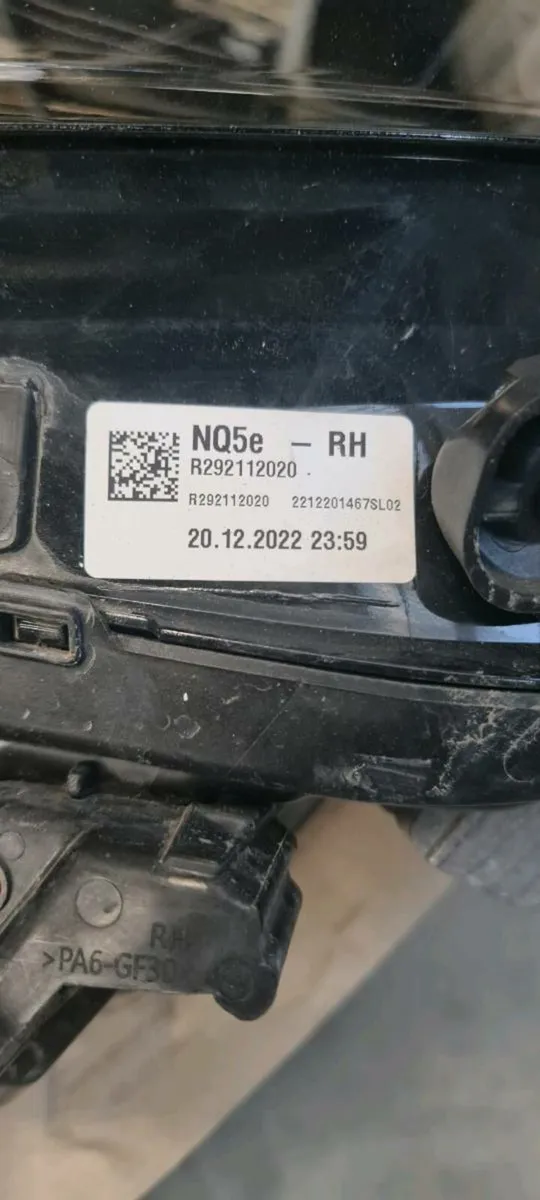 NQ5e – RH
R292112020 .
R292112020 2212201467SL02
20.12.2022 23:59
RH
>PA6-GF30